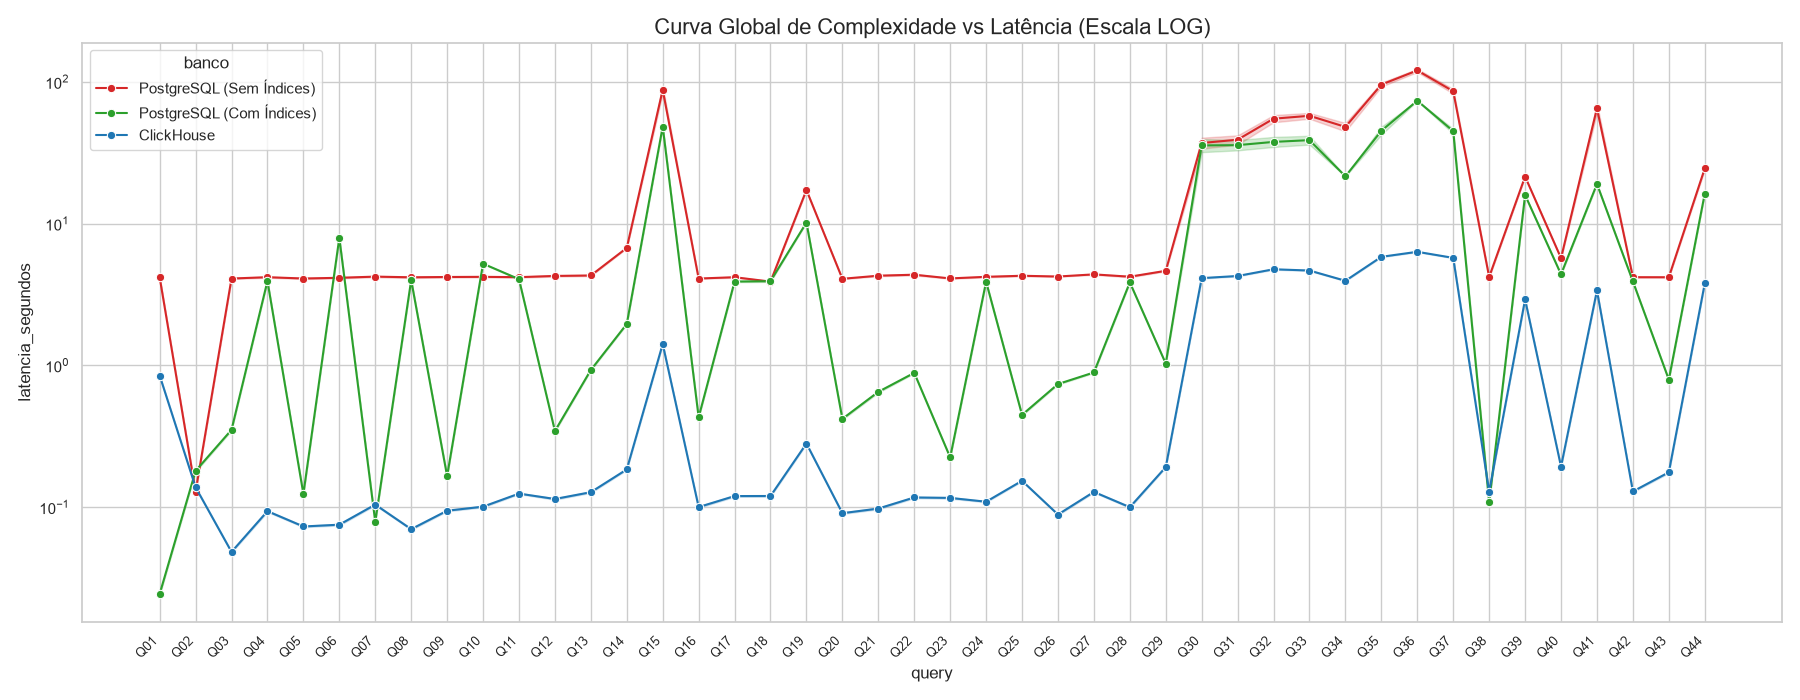 Curva Global de Complexidade vs Latência (Escala LOG)
banco
PostgreSQL (Sem Índices)
PostgreSQL (Com Índices)
ClickHouse
latencia_segundos
10²
10¹
10⁰
10⁻¹
Q01 Q02 Q03 Q04 Q05 Q06 Q07 Q08 Q09 Q10 Q11 Q12 Q13 Q14 Q15 Q16 Q17 Q18 Q19 Q20 Q21 Q22 Q23 Q24 Q25 Q26 Q27 Q28 Q29 Q30 Q31 Q32 Q33 Q34 Q35 Q36 Q37 Q38 Q39 Q40 Q41 Q42 Q43 Q44
query